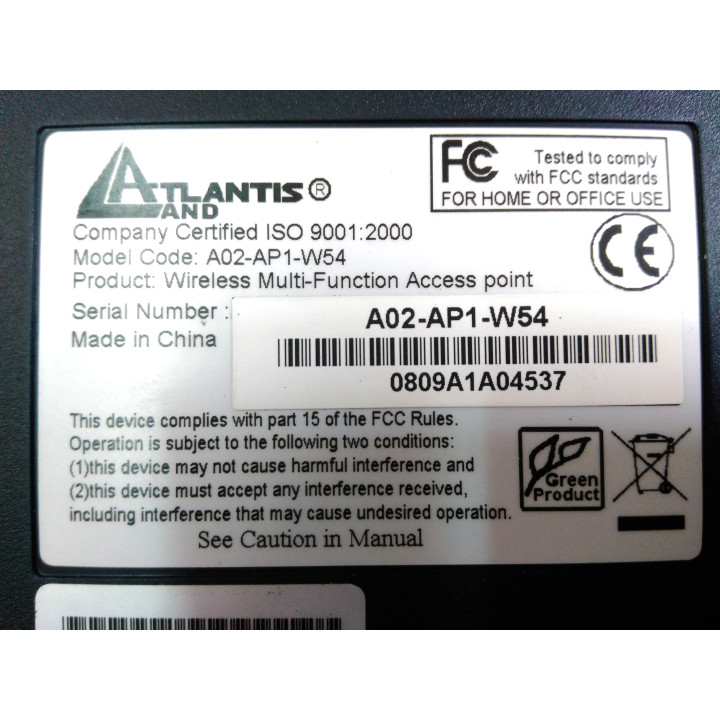 ATLANTIS®
LAND
FC Tested to comply
with FCC standards
FOR HOME OR OFFICE USE
Company Certified ISO 9001:2000
Model Code: A02-AP1-W54
Product: Wireless Multi-Function Access point
CE
Serial Number :
Made in China
A02-AP1-W54
0809A1A04537
This device complies with part 15 of the FCC Rules.
Operation is subject to the following two conditions:
(1)this device may not cause harmful interference and
(2)this device must accept any interference received,
including interference that may cause undesired operation.
See Caution in Manual
Green
Product